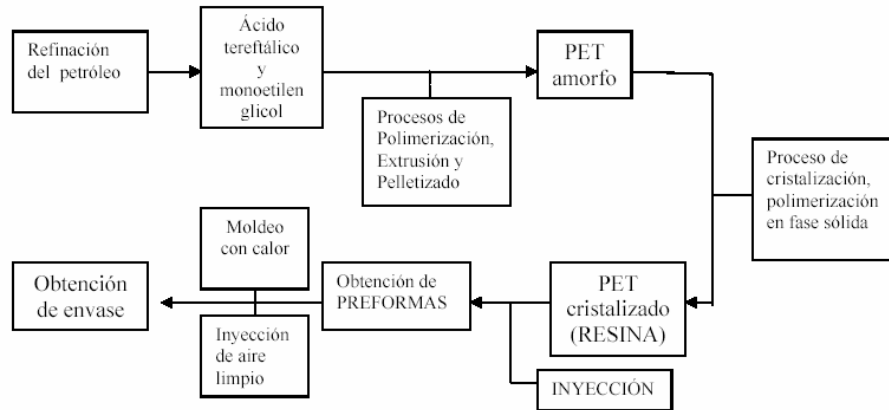 Refinación
del petróleo
Ácido
tereftálico
y
monoetilen
glicol
Procesos de
Polimerización,
Extrusión y
Pelletizado
PET
amorfo
Proceso de
cristalización,
polimerización
en fase sólida
PET
cristalizado
(RESINA)
INYECCIÓN
Obtención de
PREFORMAS
Moldeo
con calor
Inyección
de aire
limpio
Obtención
de envase